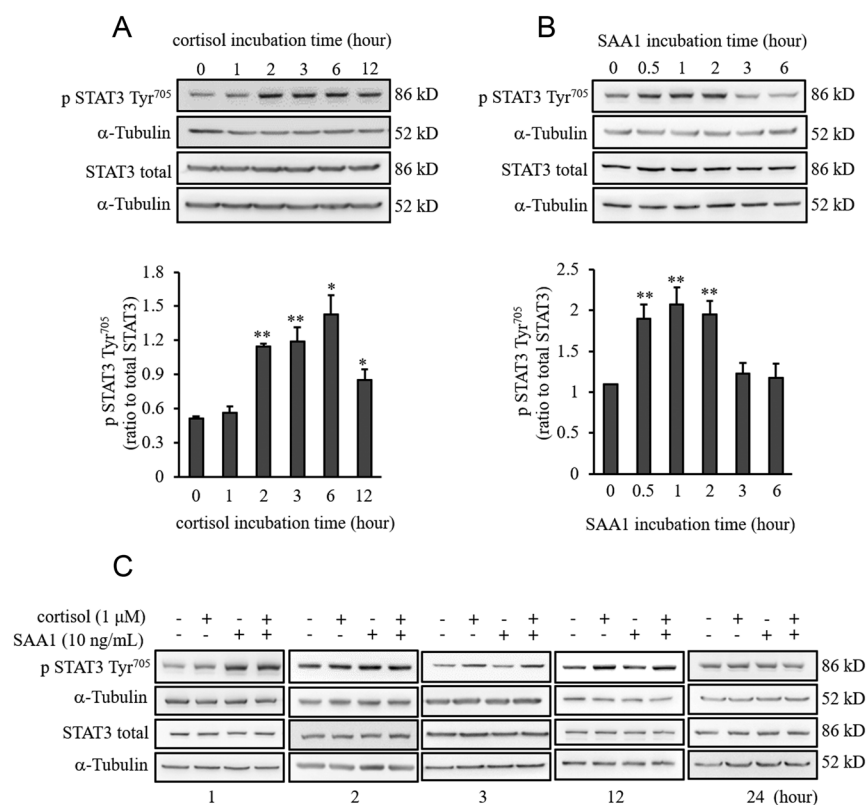 A
cortisol incubation time (hour)
0 1 2 3 6 12
p STAT3 Tyr705 86 kD
α-Tubulin 52 kD
STAT3 total 86 kD
α-Tubulin 52 kD
p STAT3 Tyr705
(ratio to total STAT3)
1.8
1.5
1.2
0.9
0.6
0.3
0
** ** * *
0 1 2 3 6 12
cortisol incubation time (hour)
B
SAA1 incubation time (hour)
0 0.5 1 2 3 6
p STAT3 Tyr705 86 kD
α-Tubulin 52 kD
STAT3 total 86 kD
α-Tubulin 52 kD
p STAT3 Tyr705
(ratio to total STAT3)
2.5
2
1.5
1
0.5
0
** ** **
0 0.5 1 2 3 6
SAA1 incubation time (hour)
C
cortisol (1 μM) - + - + - + - + - + - + - + - + - + - +
SAA1 (10 ng/mL) - - + + - - + + - - + + - - + + - - + +
p STAT3 Tyr705 86 kD
α-Tubulin 52 kD
STAT3 total 86 kD
α-Tubulin 52 kD
1 2 3 12 24 (hour)